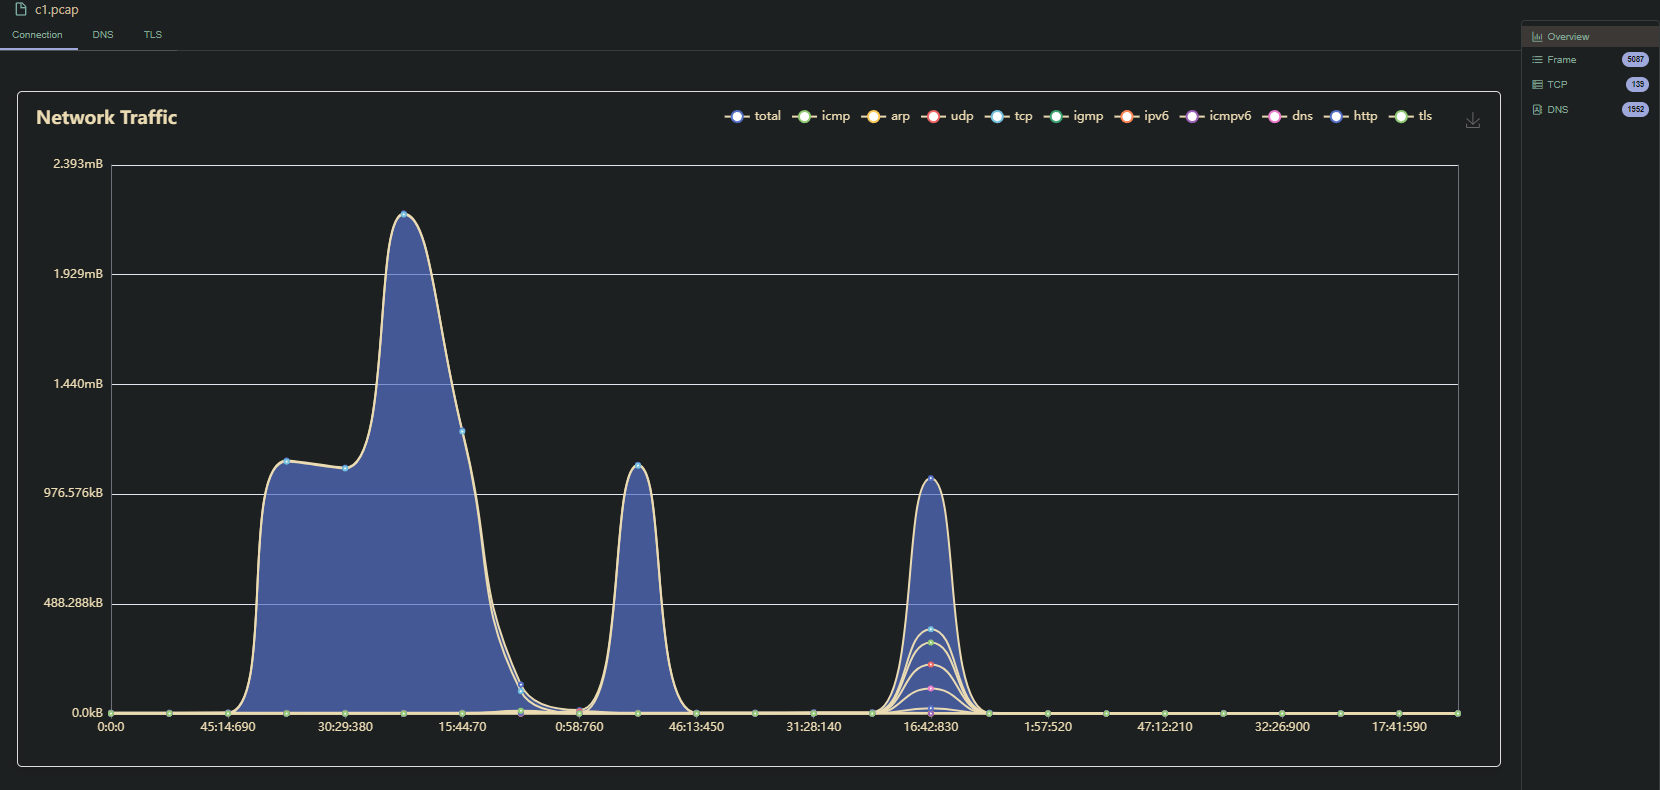 c1.pcap
Connection DNS TLS
Overview
Frame 5087
TCP 139
DNS 1552
Network Traffic
total icmp arp udp tcp igmp ipv6 icmpv6 dns http tls
2.393mB
1.929mB
1.440mB
976.576kB
488.288kB
0.0kB
0:0:0 45:14:690 30:29:380 15:44:70 0:58:760 46:13:450 31:28:140 16:42:830 1:57:520 47:12:210 32:26:900 17:41:590